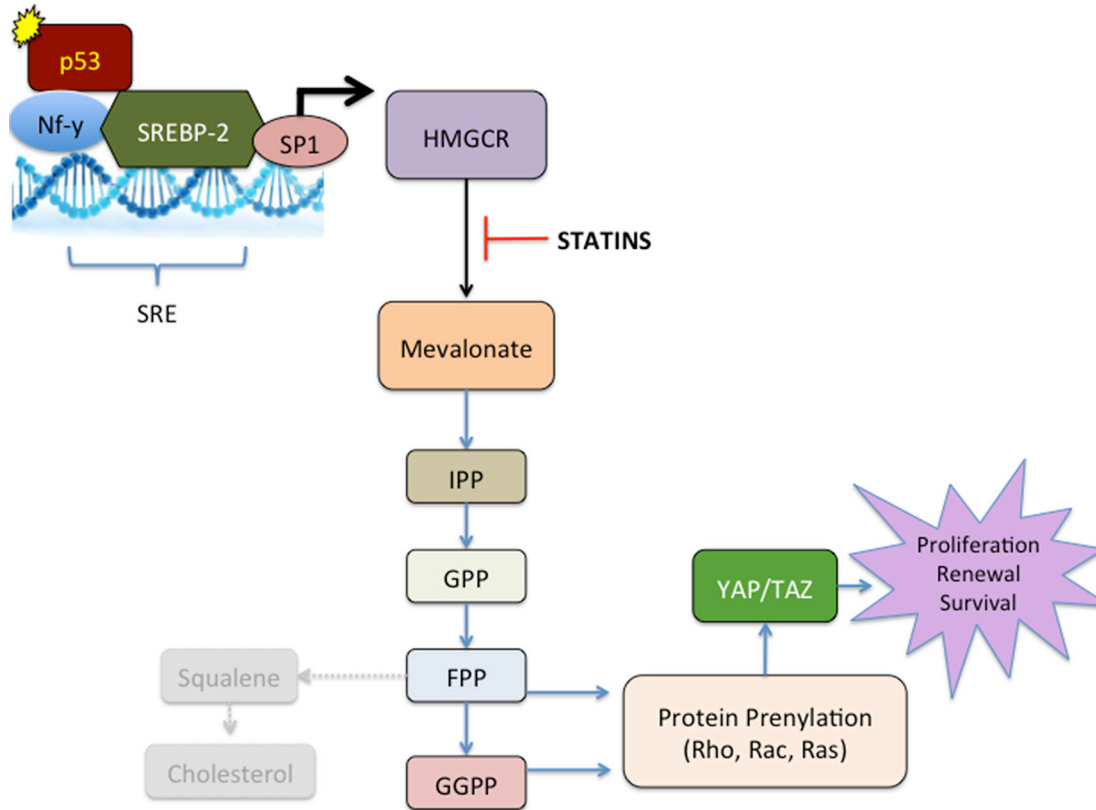 p53
Nf-y
SREBP-2
SP1
HMGCR
STATINS
SRE
Mevalonate
IPP
GPP
YAP/TAZ
Proliferation
Renewal
Survival
Squalene
FPP
Protein Prenylation
(Rho, Rac, Ras)
Cholesterol
GGPP